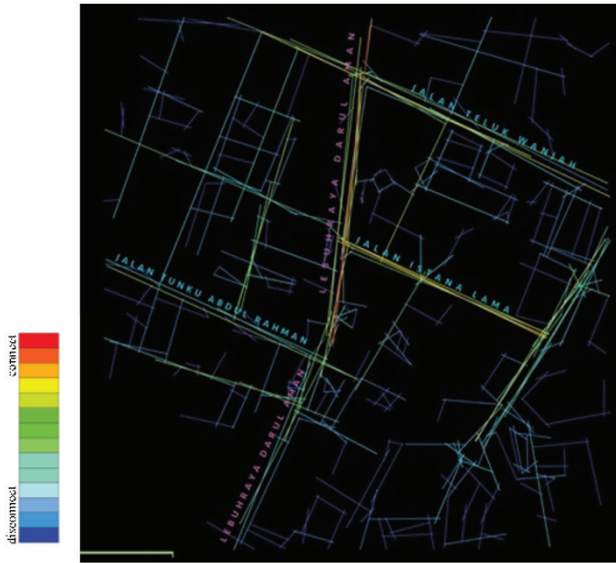 LEBUHRAYA DARUL AMAN
JALAN TELUK WANJAH
JALAN ISTANA LAMA
JALAN TUNKU ABDUL RAHMAN
LEBUHRAYA DARUL AMAN
connect
disconnect